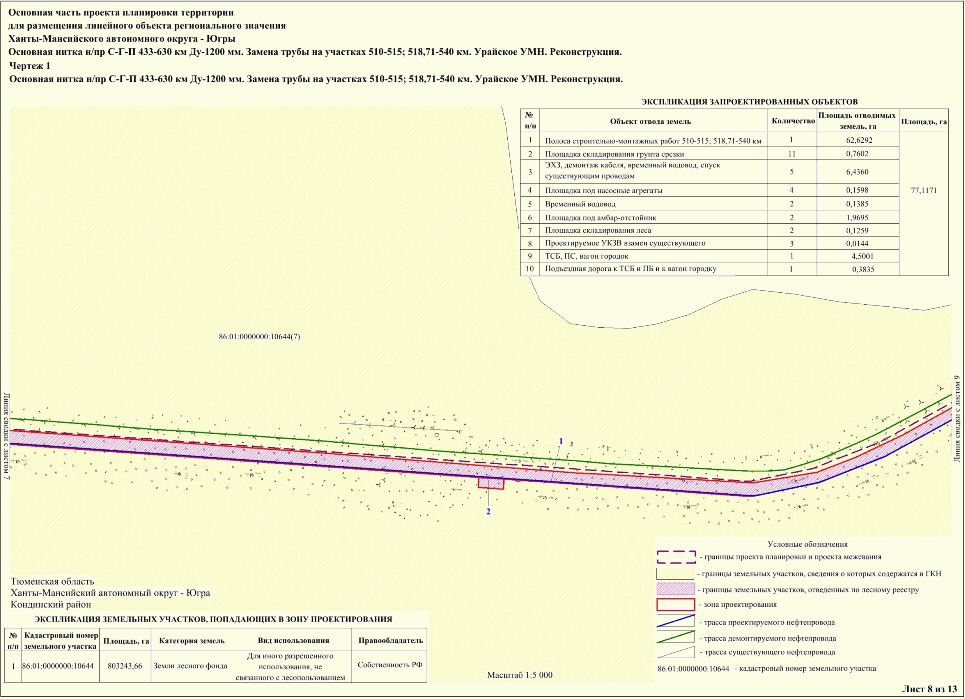 Основная часть проекта планировки территории
для размещения линейного объекта регионального значения
Ханты-Мансийского автономного округа - Югры
Основная нитка н/пр С-Г-П 433-630 км Ду-1200 мм. Замена трубы на участках 510-515; 518,71-540 км. Урайское УМН. Реконструкция.
Чертеж 1
Основная нитка н/пр С-Г-П 433-630 км Ду-1200 мм. Замена трубы на участках 510-515; 518,71-540 км. Урайское УМН. Реконструкция.
ЭКСПЛИКАЦИЯ ЗАПРОЕКТИРОВАННЫХ ОБЪЕКТОВ
№ п/п Объект отвода земель Количество Площадь отводимых земель, га Площадь, га
1 Полоса строительно-монтажных работ 510-515; 518,71-540 км 1 62,6292
2 Площадка складирования грунта срезки 11 0,7602
3 ЭХЗ, демонтаж кабеля, временный водовод, спуск
существующим проводам 5 6,4360
4 Площадка под насосные агрегаты 4 0,1598 77,1171
5 Временный водовод 2 0,1385
6 Площадка под амбар-отстойник 2 1,9695
7 Площадка складирования леса 2 0,1259
8 Проектируемое УКЗВ взамен существующего 3 0,0144
9 ТСБ, ПС, вагон городок 1 4,5001
10 Подъездная дорога к ТСБ и ПБ и к вагон городку 1 0,3835
86:01:0000000:10644(7)
Линия сводки с листом 7
Линия сводки с листом 9
1
2
2
Условные обозначения
- границы проекта планировки и проекта межевания
- границы земельных участков, сведения о которых содержатся в ГКН
- границы земельных участков, отведенных по лесному реестру
- зона проектирования
- трасса проектируемого нефтепровода
- трасса демонтируемого нефтепровода
- трасса существующего нефтепровода
86:01:0000000:10644 - кадастровый номер земельного участка
Тюменская область
Ханты-Мансийский автономный округ - Югра
Кондинский район
ЭКСПЛИКАЦИЯ ЗЕМЕЛЬНЫХ УЧАСТКОВ, ПОПАДАЮЩИХ В ЗОНУ ПРОЕКТИРОВАНИЯ
№ п/п Кадастровый номер земельного участка Площадь, га Категория земель Вид использования Правообладатель
1 86:01:0000000:10644 803243,66 Земли лесного фонда Для иного разрешенного использования, не связанного с лесопользованием Собственность РФ
Масштаб 1:5 000
Лист 8 из 13